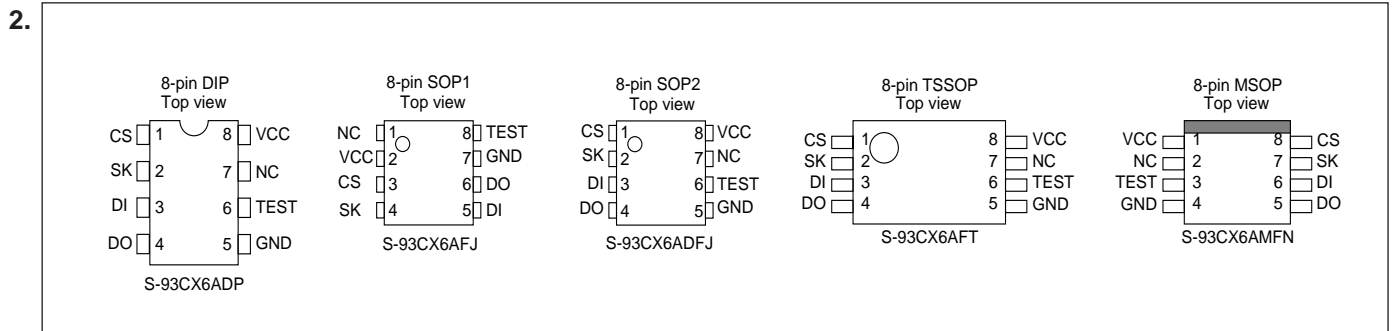 2.
8-pin DIP
Top view
CS 1 8 VCC
SK 2 7 NC
DI 3 6 TEST
DO 4 5 GND
S-93CX6ADP
8-pin SOP1
Top view
NC 1 8 TEST
VCC 2 7 GND
CS 3 6 DO
SK 4 5 DI
S-93CX6AFJ
8-pin SOP2
Top view
CS 1 8 VCC
SK 2 7 NC
DI 3 6 TEST
DO 4 5 GND
S-93CX6ADFJ
8-pin TSSOP
Top view
CS 1 8 VCC
SK 2 7 NC
DI 3 6 TEST
DO 4 5 GND
S-93CX6AFT
8-pin MSOP
Top view
VCC 1 8 CS
NC 2 7 SK
TEST 3 6 DI
GND 4 5 DO
S-93CX6AMFN